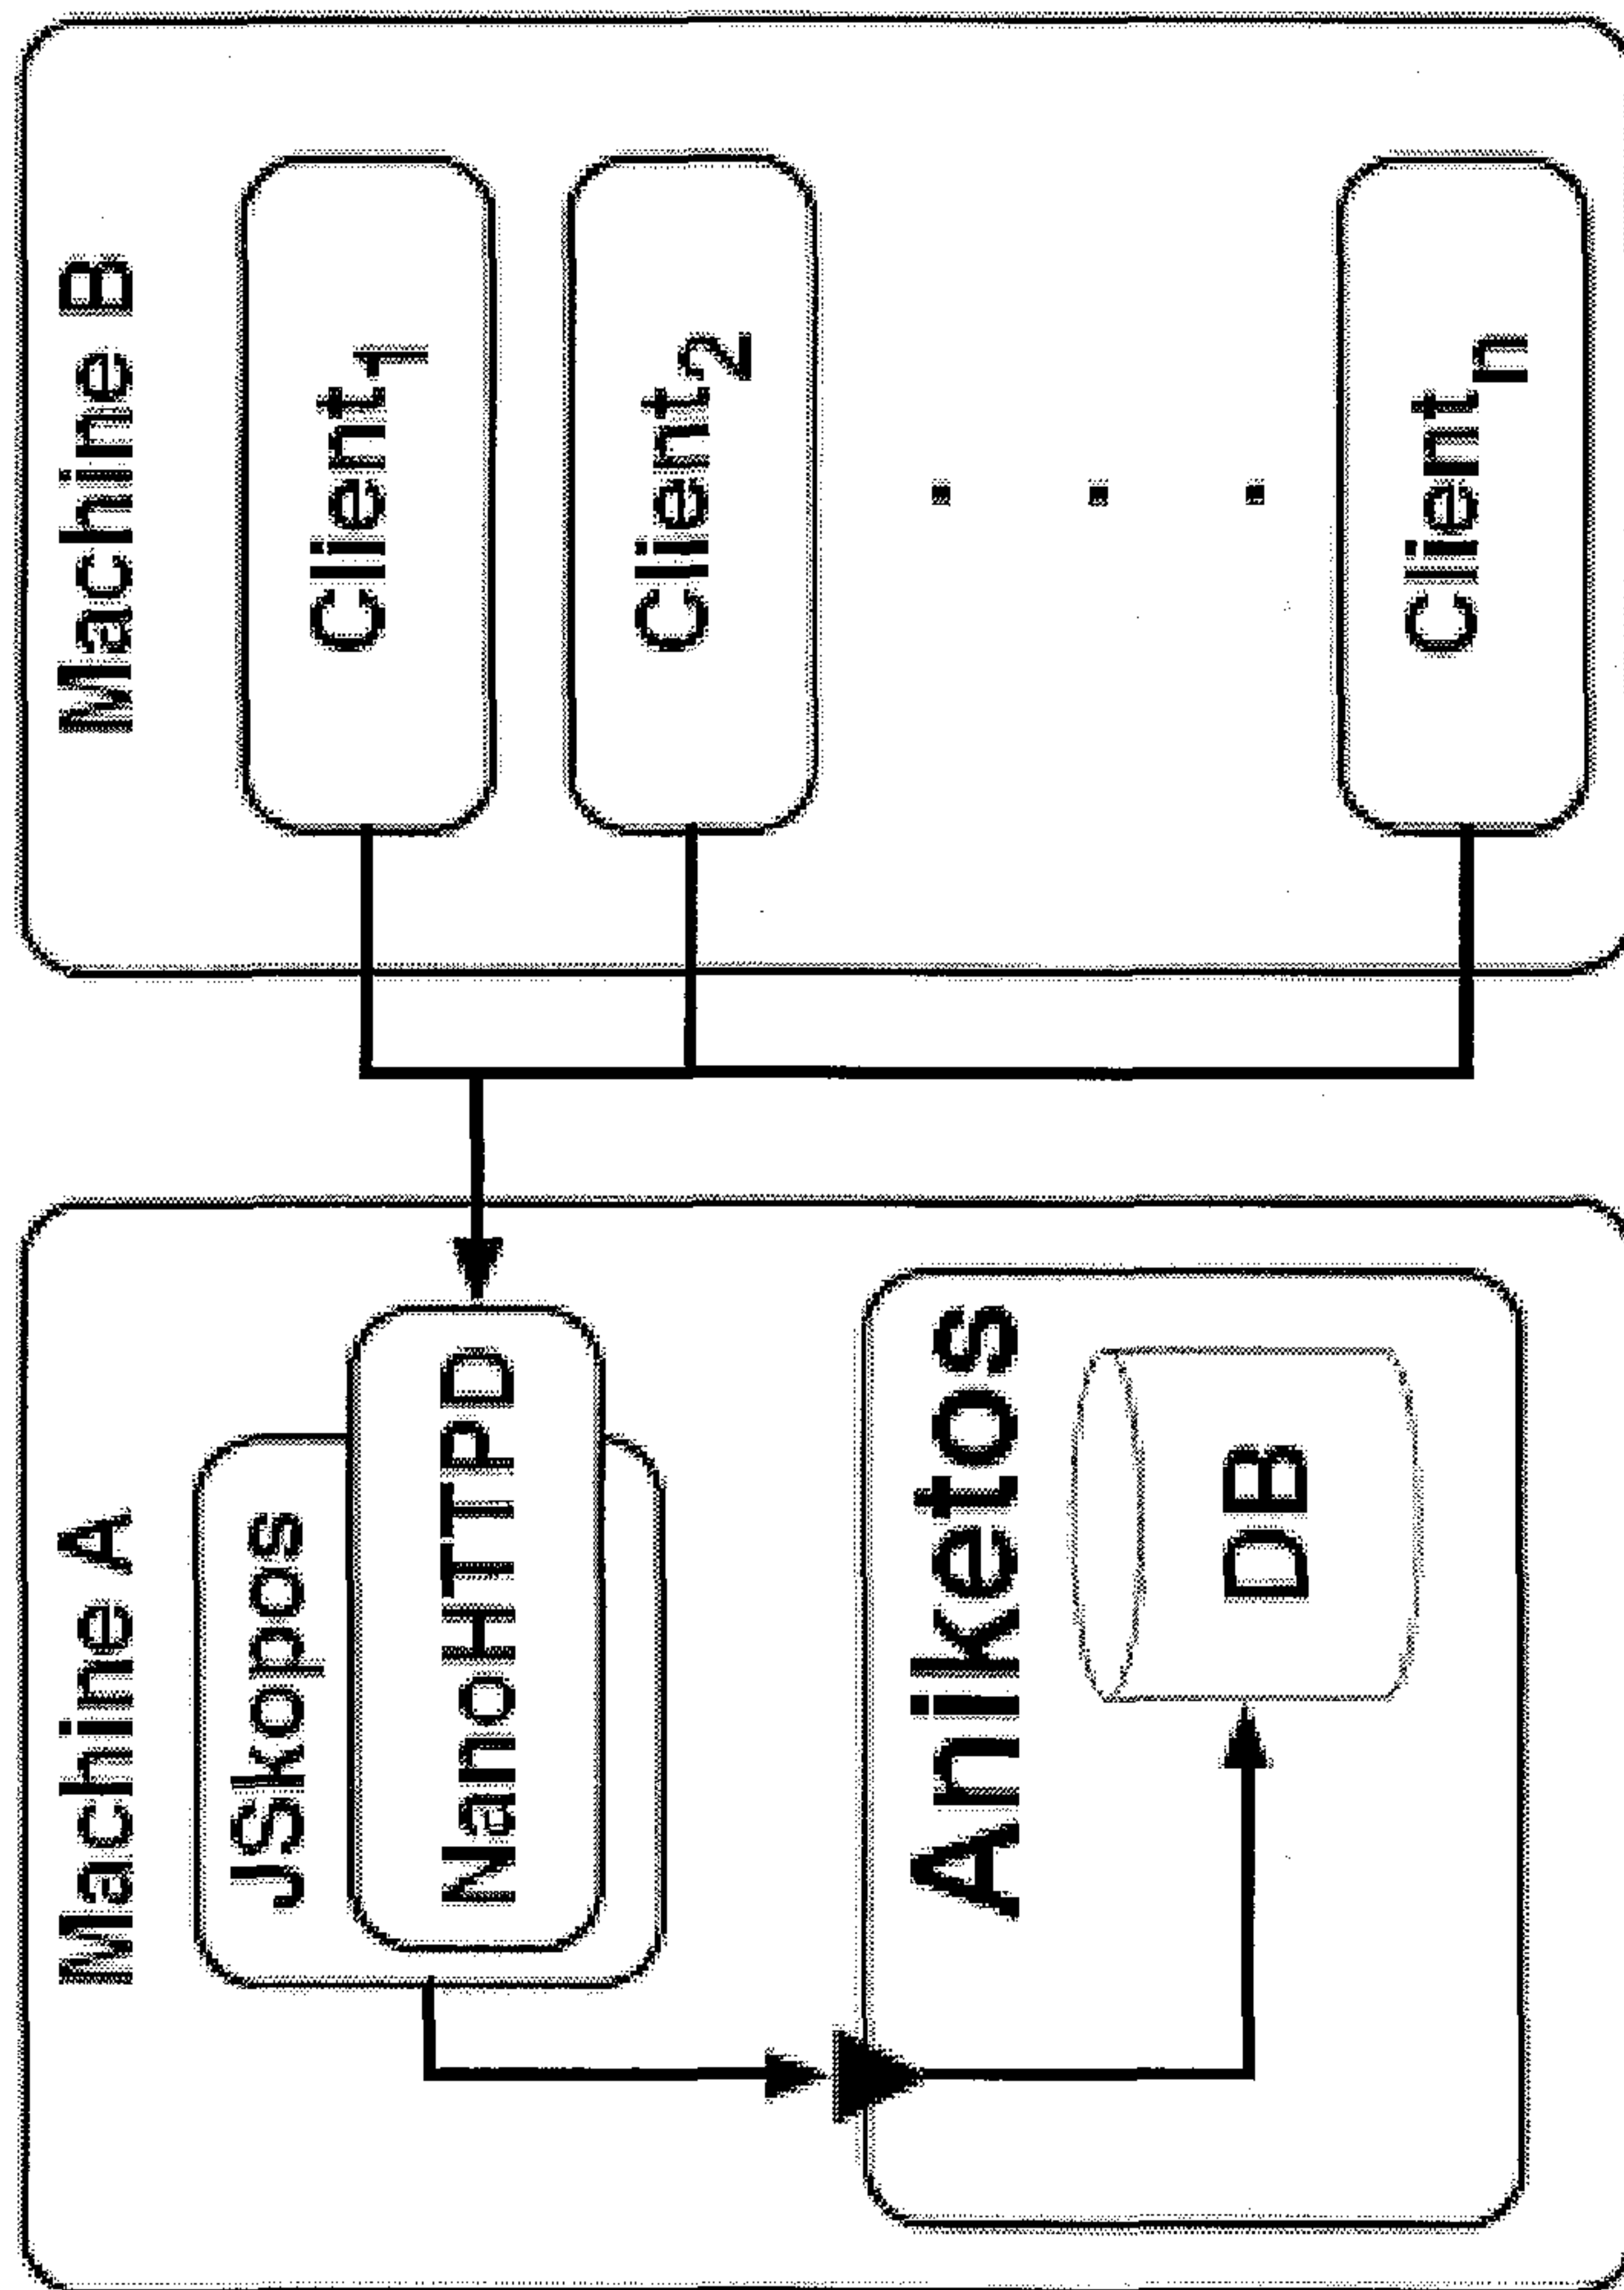 Machine A
JSkopos
NanoHTTPD
Aniketos
DB
Machine B
Client1
Client2
. . .
Clientn